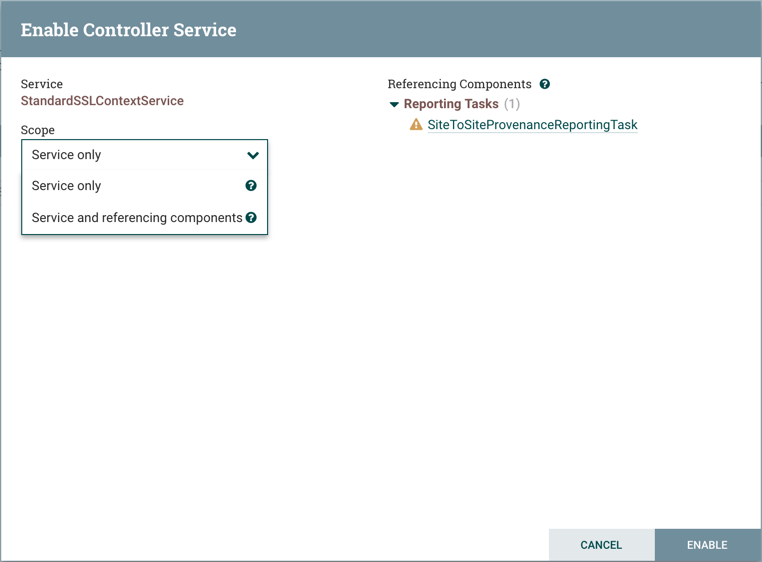 Enable Controller Service
Service
StandardSSLContextService
Scope
Service only
Service only
Service and referencing components
Referencing Components
Reporting Tasks (1)
SiteToSiteProvenanceReportingTask
CANCEL
ENABLE